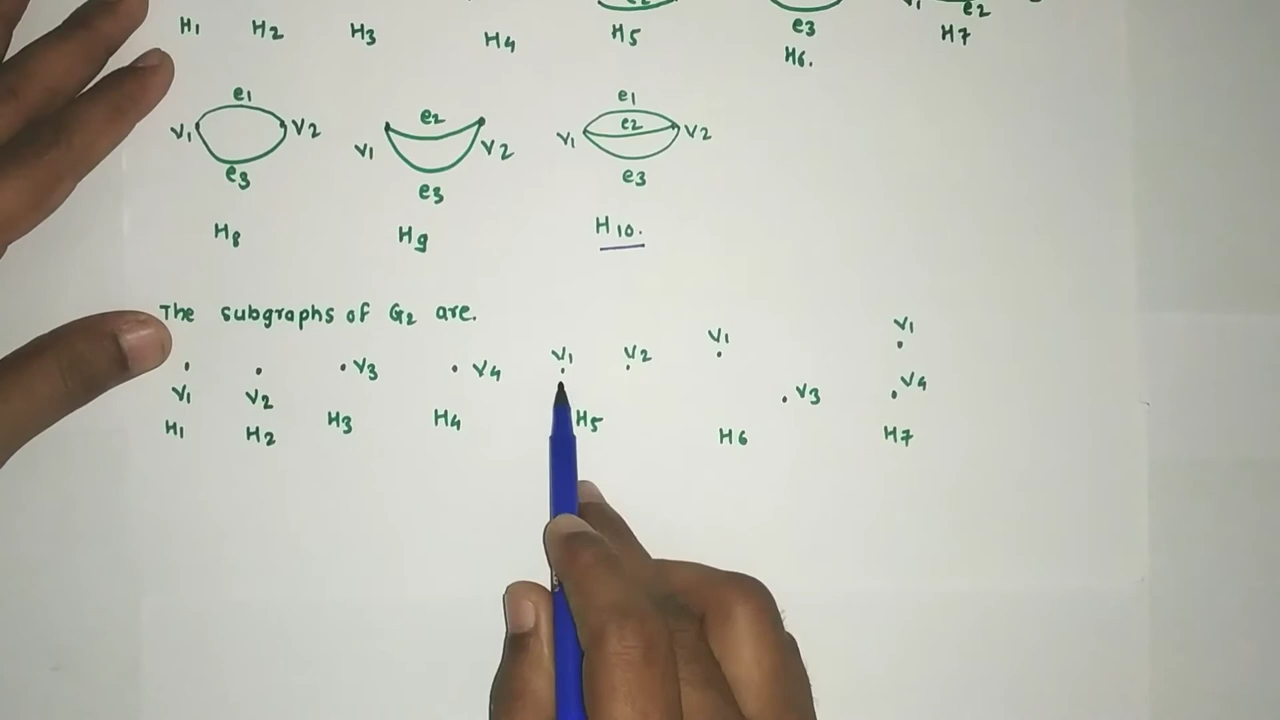 e2
e3
v1
e2
H1 H2 H3 H4 H5 H6. H7
e1
v1 v2
e3
H8
e2
v1 v2
e3
H9
e1
e2
v1 v2
e3
H10.
The subgraphs of G2 are.
v1
H1
v2
H2
v3
H3
v4
H4
v1 v2
H5
v1
v3
H6
v1
v4
H7